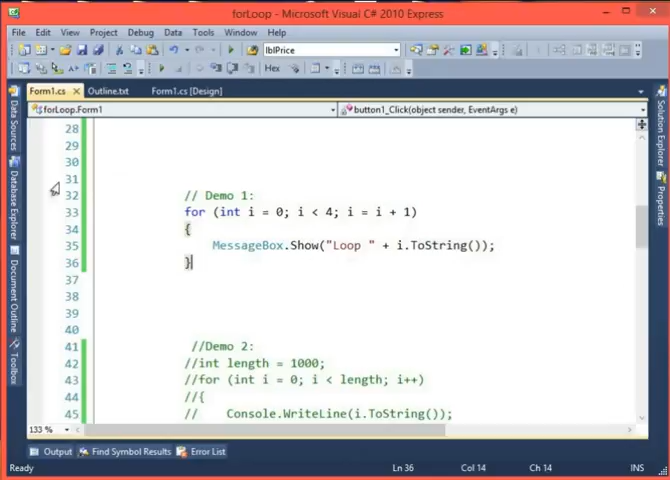 forLoop - Microsoft Visual C# 2010 Express
File Edit View Project Debug Data Tools Window Help
lblPrice
Hex
Form1.cs Outline.txt Form1.cs [Design]
forLoop.Form1 button1_Click(object sender, EventArgs e)
28
29
30
31
32 // Demo 1:
33 for (int i = 0; i < 4; i = i + 1)
34 {
35 MessageBox.Show("Loop " + i.ToString());
36 }
37
38
39
40
41 //Demo 2:
42 //int length = 1000;
43 //for (int i = 0; i < length; i++)
44 //{
45 // Console.WriteLine(i.ToString());
133 %
Data Sources
Database Explorer
Document Outline
Toolbox
Solution Explorer
Properties
Output Find Symbol Results Error List
Ready Ln 36 Col 14 Ch 14 INS